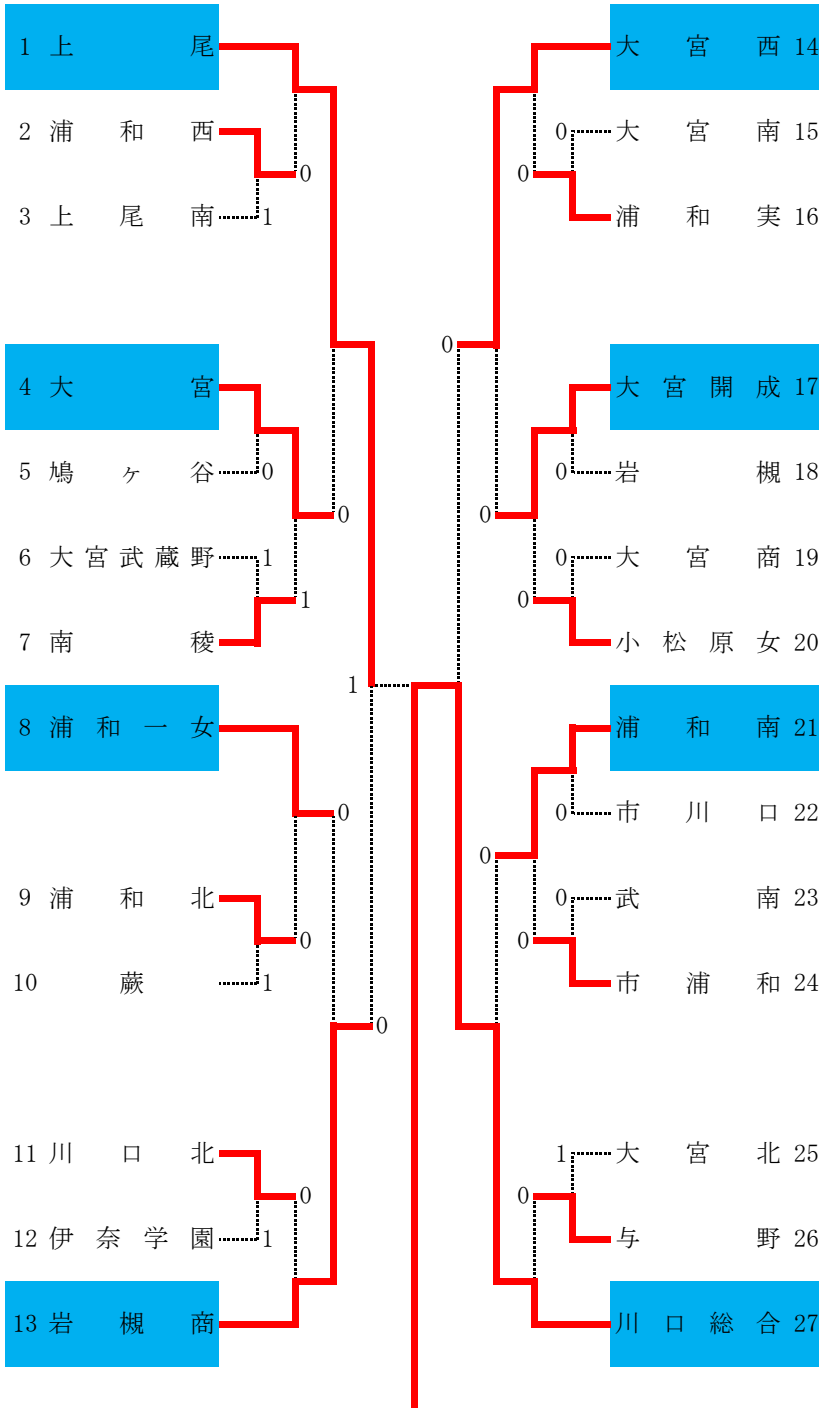 1 上尾
大宮西 14
2 浦和西
0 大宮南 15
0
0
3 上尾南 1
浦和実 16
0
4 大宮
大宮開成 17
5 鳩ヶ谷 0
0 岩槻 18
0
0
6 大宮武蔵野 1
0 大宮商 19
1
0
7 南稜
小松原女 20
1
8 浦和一女
浦和南 21
0
0 市川口 22
0
9 浦和北
0 武南 23
0
0
10 蕨 1
市浦和 24
0
11 川口北
1 大宮北 25
0
0
12 伊奈学園 1
与野 26
13 岩槻商
川口総合 27